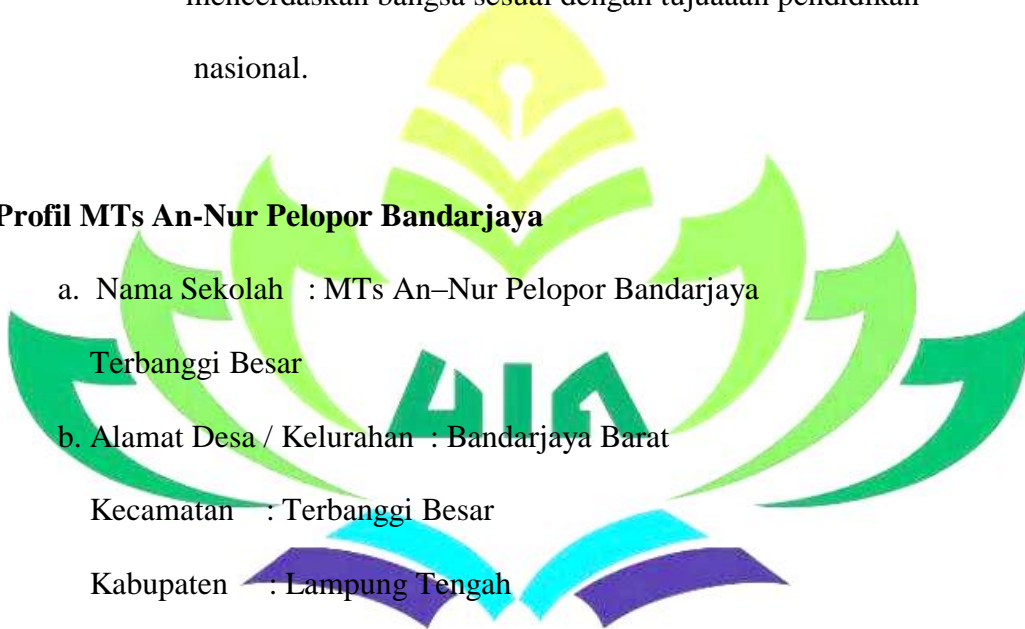 mencerdaskan bangsa sesuai dengan tujuaaan pendidikan
nasional.
Profil MTs An-Nur Pelopor Bandarjaya
a. Nama Sekolah : MTs An–Nur Pelopor Bandarjaya
Terbanggi Besar
UIN
b. Alamat Desa / Kelurahan : Bandarjaya Barat
Kecamatan : Terbanggi Besar
Kabupaten : Lampung Tengah